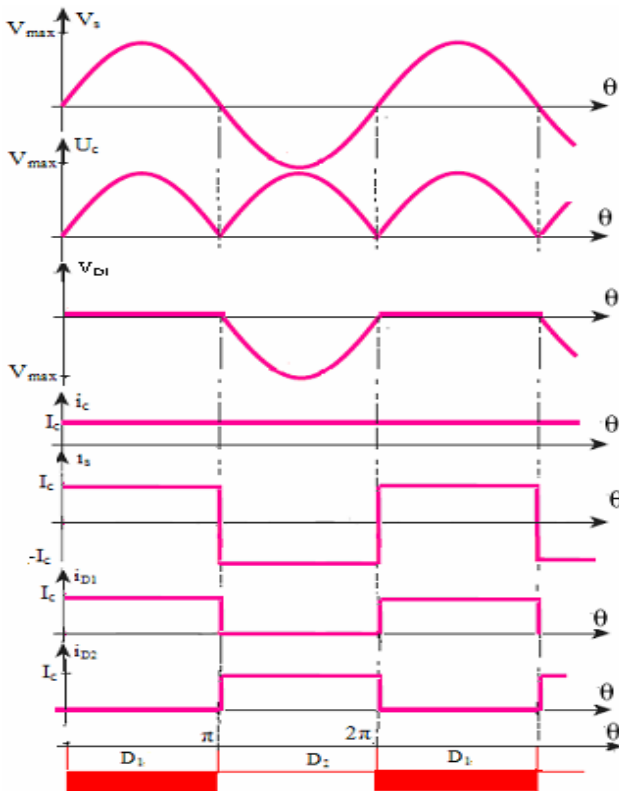 Vmax Vs
θ
Vmax Uc
θ
VD1
θ
Vmax
ic
Ic θ
is
Ic
θ
-Ic
iD1
Ic
θ
iD2
Ic
θ
π 2π θ
D1 D2 D1